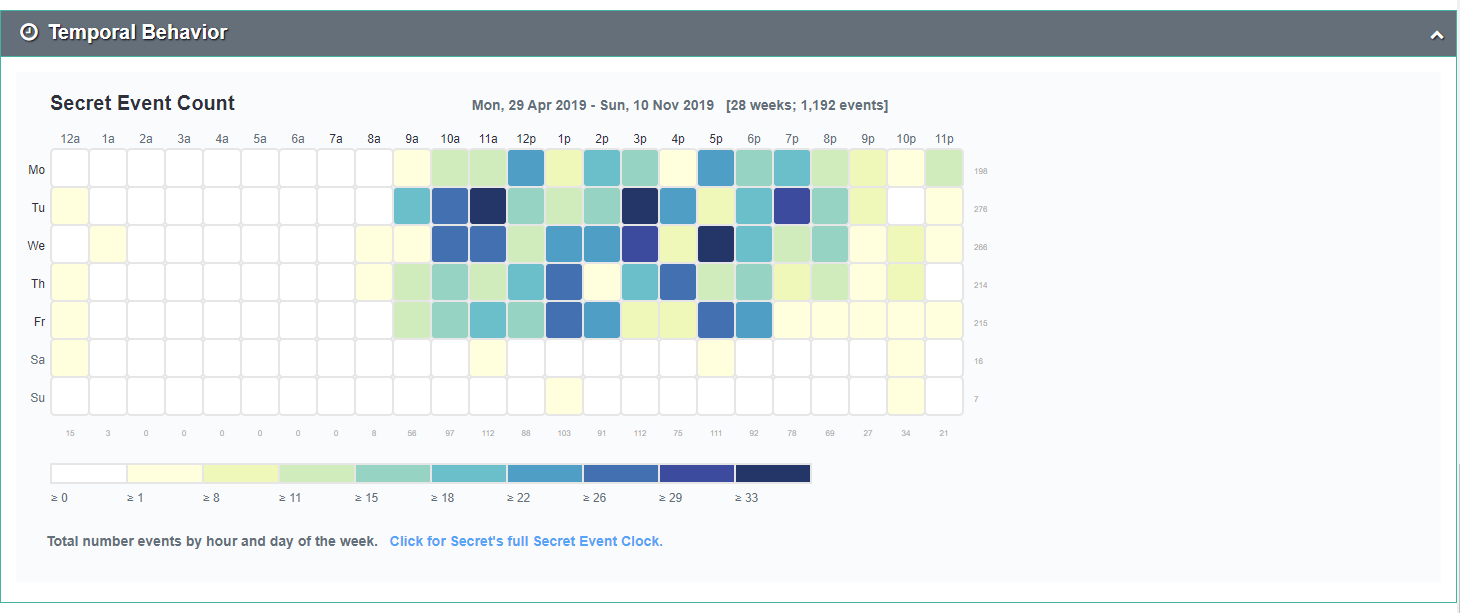 Temporal Behavior
Secret Event Count
Mon, 29 Apr 2019 - Sun, 10 Nov 2019 [28 weeks; 1,192 events]
12a 1a 2a 3a 4a 5a 6a 7a 8a 9a 10a 11a 12p 1p 2p 3p 4p 5p 6p 7p 8p 9p 10p 11p
Mo 198
Tu 276
We 266
Th 214
Fr 215
Sa 16
Su 7
15 3 0 0 0 0 0 0 8 56 97 112 88 103 91 112 75 111 92 78 69 27 34 21
≥ 0 ≥ 1 ≥ 8 ≥ 11 ≥ 15 ≥ 18 ≥ 22 ≥ 26 ≥ 29 ≥ 33
Total number events by hour and day of the week. Click for Secret's full Secret Event Clock.